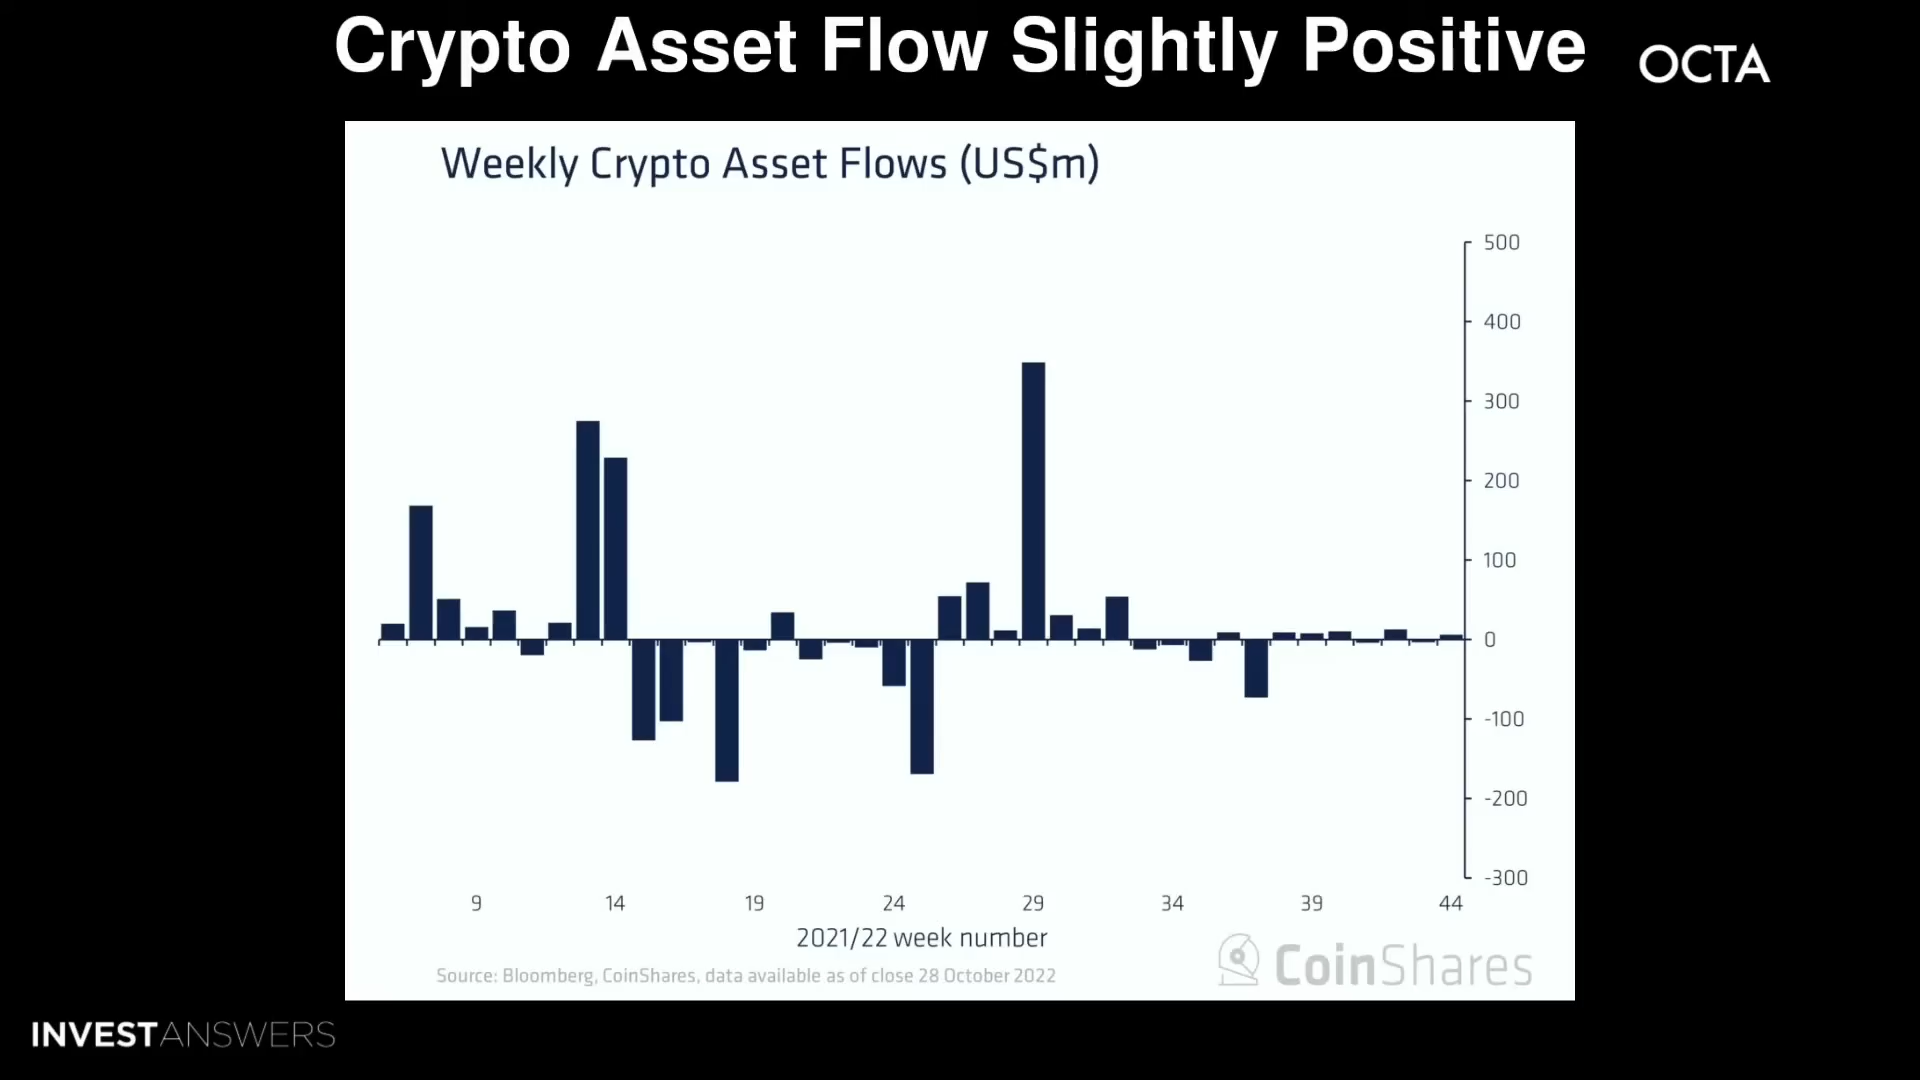 Crypto Asset Flow Slightly Positive
OCTA
Weekly Crypto Asset Flows (US$m)
500
400
300
200
100
0
-100
-200
-300
9 14 19 24 29 34 39 44
2021/22 week number
Source: Bloomberg, CoinShares, data available as of close 28 October 2022
CoinShares
INVESTANSWERS